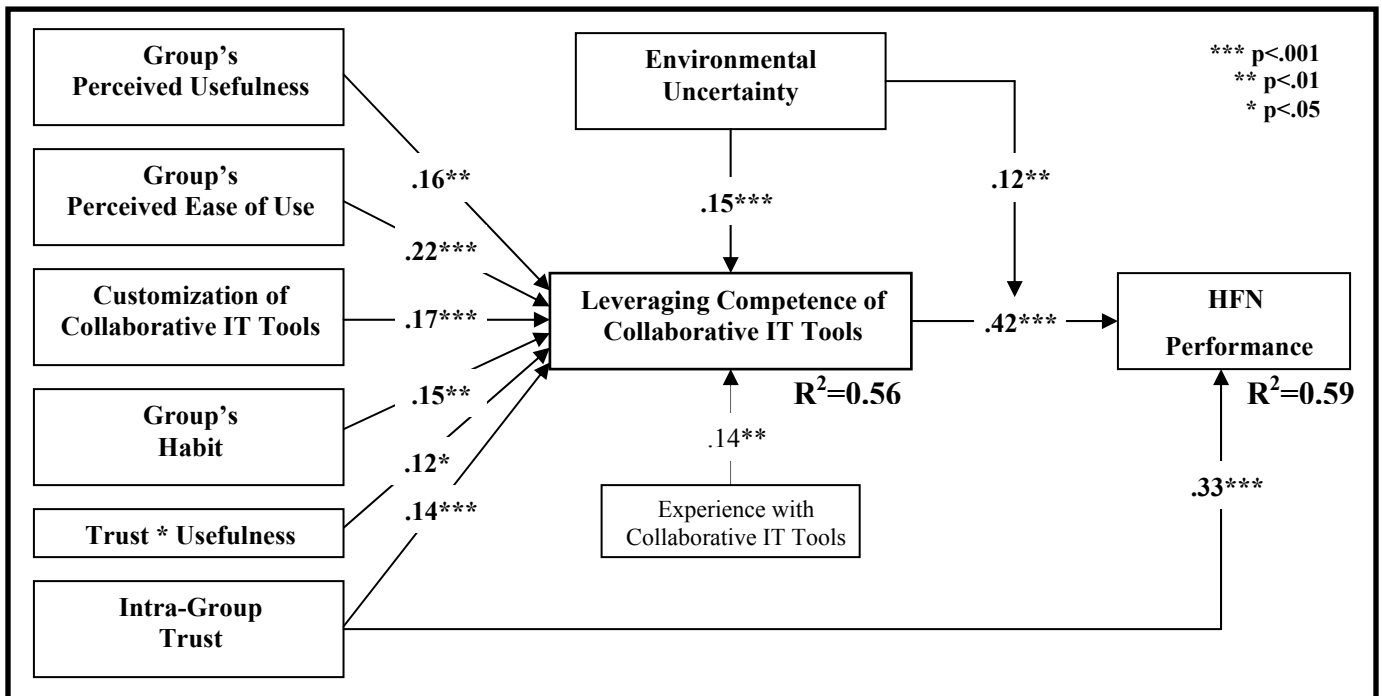 Group’s
Perceived Usefulness
Environmental
Uncertainty
*** p<.001
** p<.01
* p<.05
Group’s
Perceived Ease of Use
.16**
.15***
.12**
.22***
Customization of
Collaborative IT Tools
.17***
Leveraging Competence of
Collaborative IT Tools
.42***
HFN
Performance
R²=0.56
R²=0.59
Group’s
Habit
.15**
.14**
.12*
Trust * Usefulness
.14***
Experience with
Collaborative IT Tools
.33***
Intra-Group
Trust